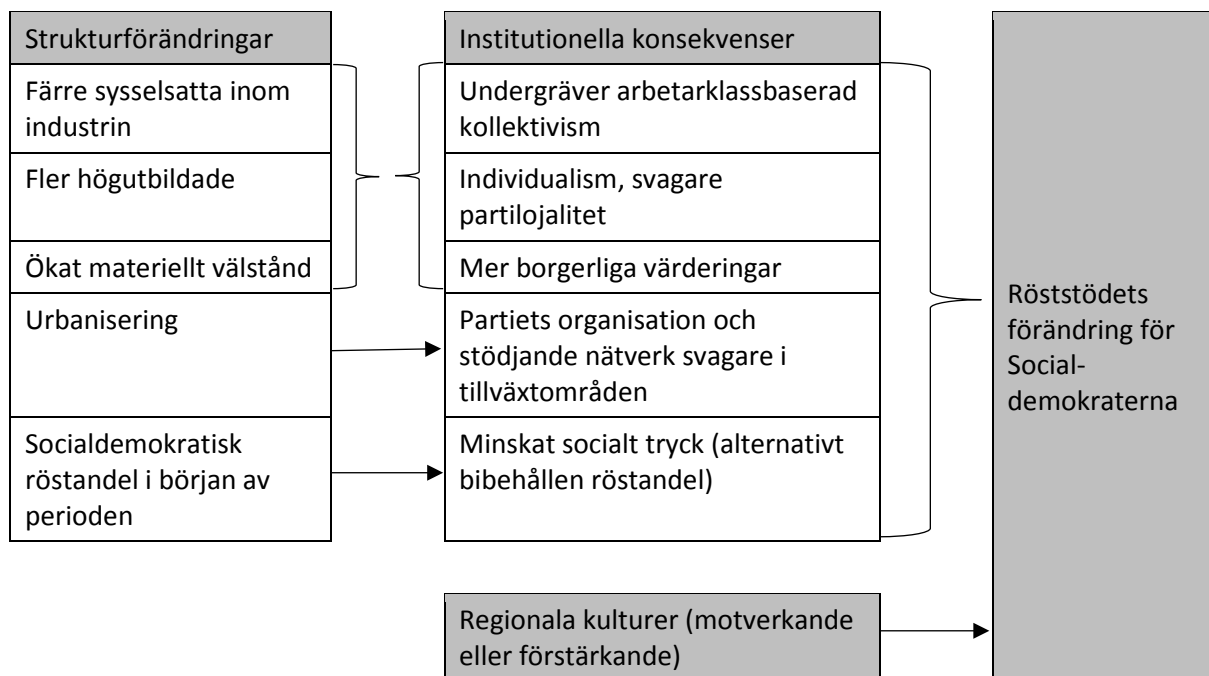 Strukturförändringar
Färre sysselsatta inom
industrin
Fler högutbildade
Ökat materiellt välstånd
Urbanisering
Socialdemokratisk
röstandel i början av
perioden
Institutionella konsekvenser
Undergräver arbetarklassbaserad
kollektivism
Individualism, svagare
partilojalitet
Mer borgerliga värderingar
Partiets organisation och
stödjande nätverk svagare i
tillväxtområden
Minskat socialt tryck (alternativt
bibehållen röstandel)
Regionala kulturer (motverkande
eller förstärkande)
Röststödets
förändring för
Social-
demokraterna